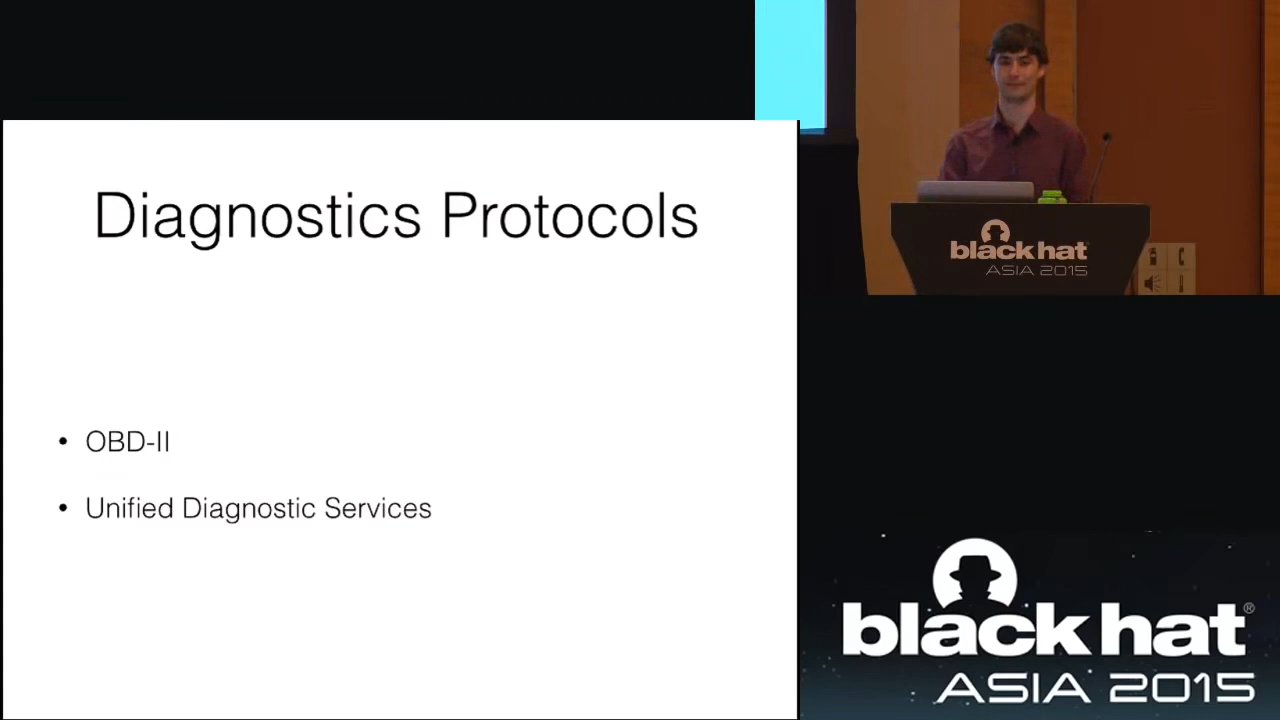 Diagnostics Protocols
• OBD-II
• Unified Diagnostic Services
black hat
ASIA 2015
black hat®
ASIA 2015